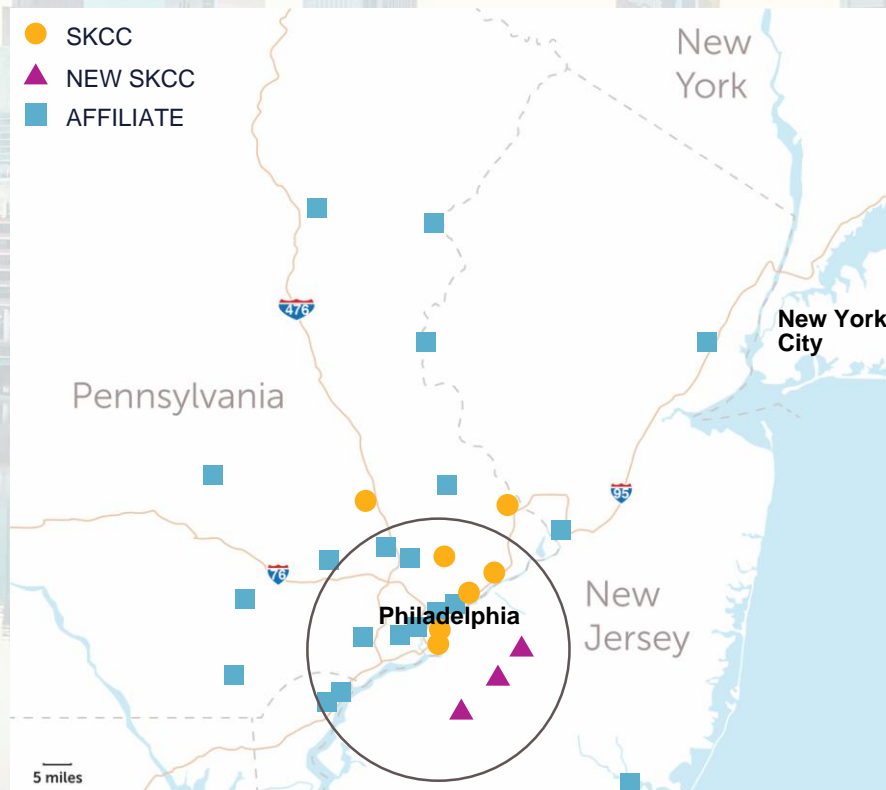 SKCC
NEW SKCC
AFFILIATE
New
York
476
New York
City
Pennsylvania
95
76
Philadelphia
New
Jersey
5 miles